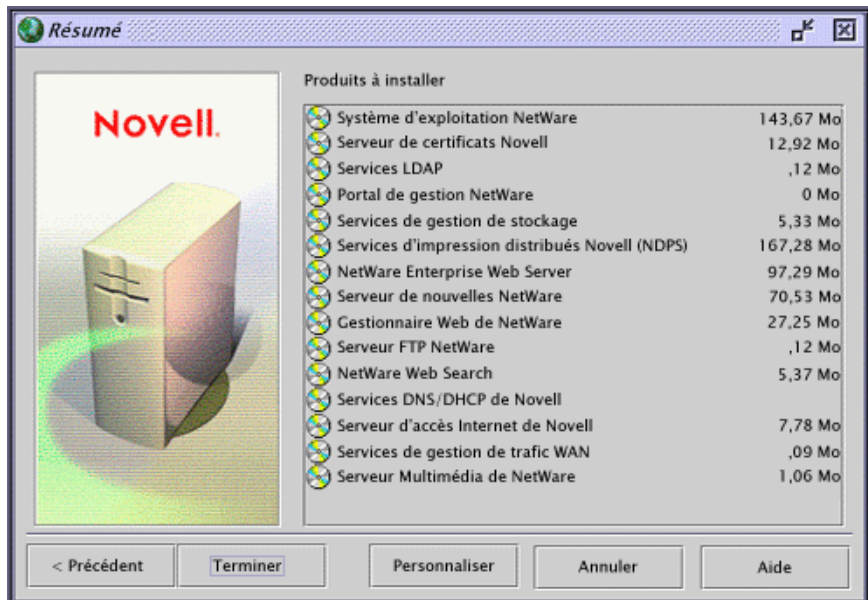 Résumé
Novell.
Produits à installer
Système d'exploitation NetWare 143,67 Mo
Serveur de certificats Novell 12,92 Mo
Services LDAP ,12 Mo
Portal de gestion NetWare 0 Mo
Services de gestion de stockage 5,33 Mo
Services d'impression distribués Novell (NDPS) 167,28 Mo
NetWare Enterprise Web Server 97,29 Mo
Serveur de nouvelles NetWare 70,53 Mo
Gestionnaire Web de NetWare 27,25 Mo
Serveur FTP NetWare ,12 Mo
NetWare Web Search 5,37 Mo
Services DNS/DHCP de Novell
Serveur d'accès Internet de Novell 7,78 Mo
Services de gestion de trafic WAN ,09 Mo
Serveur Multimédia de NetWare 1,06 Mo
< Précédent Terminer Personnaliser Annuler Aide